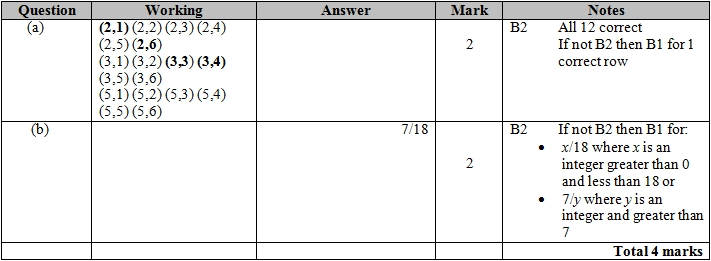 Question Working Answer Mark Notes
(a) (2,1) (2,2) (2,3) (2,4) 2 B2 All 12 correct
(2,5) (2,6) If not B2 then B1 for 1
(3,1) (3,2) (3,3) (3,4) correct row
(3,5) (3,6)
(5,1) (5,2) (5,3) (5,4)
(5,5) (5,6)
(b) 7/18 2 B2 If not B2 then B1 for:
• x/18 where x is an
integer greater than 0
and less than 18 or
• 7/y where y is an
integer and greater than
7
Total 4 marks